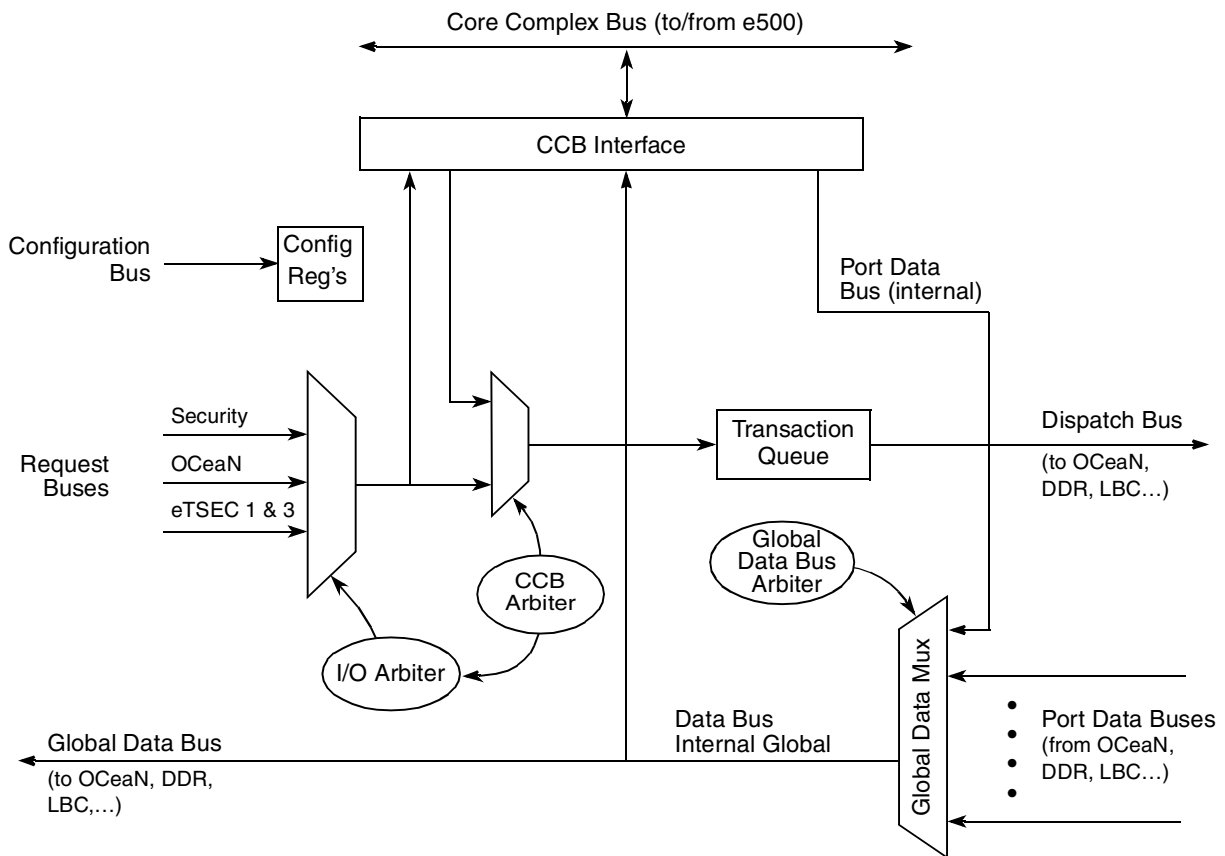 Core Complex Bus (to/from e500)
CCB Interface
Configuration
Bus
Config
Reg's
Port Data
Bus (internal)
Security
Request
Buses
OCeaN
eTSEC 1 & 3
Transaction
Queue
Dispatch Bus
(to OCeaN,
DDR, LBC…)
Global
Data Bus
Arbiter
CCB
Arbiter
I/O Arbiter
Global Data Mux
Data Bus
Internal Global
Port Data Buses
(from OCeaN,
DDR, LBC…)
Global Data Bus
(to OCeaN, DDR,
LBC,…)